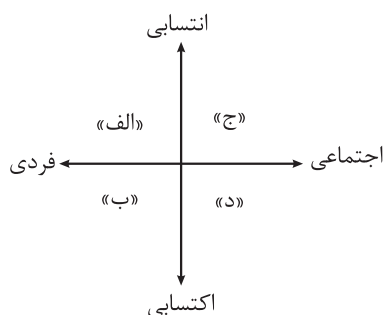 انتسابی
«ج» «الف»
اجتماعی فردی
«د» «ب»
اکتسابی